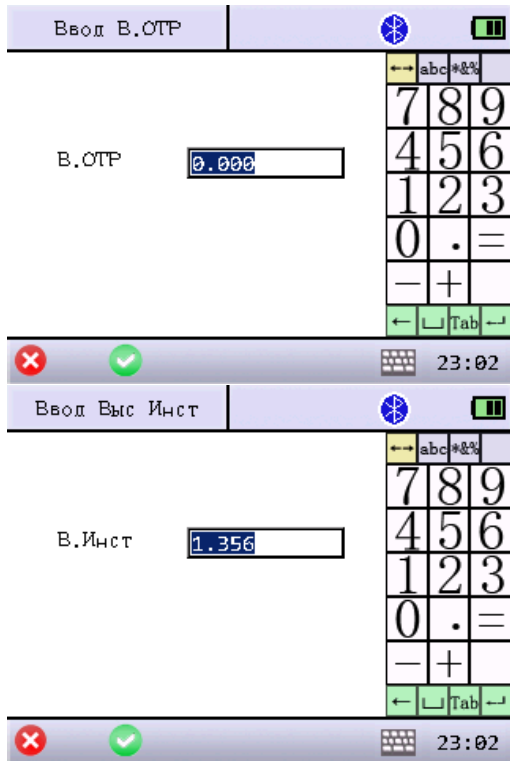 Ввод В.ОТР
←→ abc *&%
7 8 9
В.ОТР 0.000
4 5 6
1 2 3
0 . =
- +
← ⌴ Tab ↵
23:02
Ввод Выс Инст
←→ abc *&%
7 8 9
В.Инст 1.356
4 5 6
1 2 3
0 . =
- +
← ⌴ Tab ↵
23:02